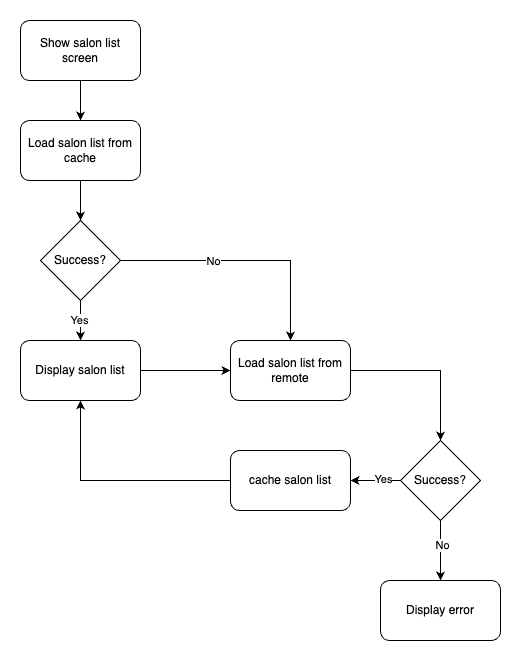 Show salon list
screen
Load salon list from
cache
Success?
No
Yes
Display salon list
Load salon list from
remote
cache salon list
Yes
Success?
No
Display error